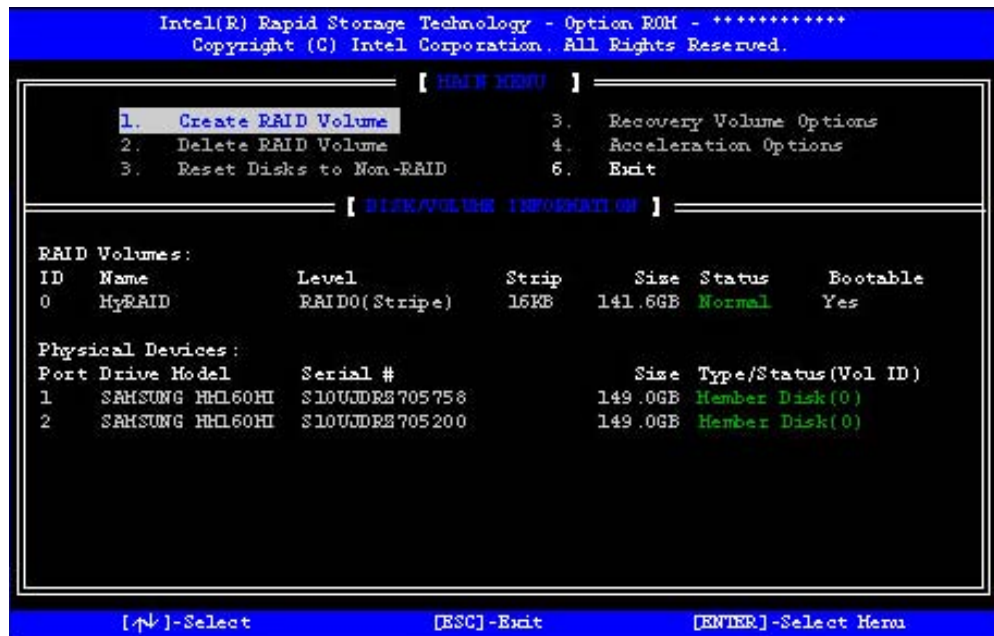 Intel(R) Rapid Storage Technology - Option ROM - ************
Copyright (C) Intel Corporation. All Rights Reserved.
[ MAIN MENU ]
1. Create RAID Volume 3. Recovery Volume Options
2. Delete RAID Volume 4. Acceleration Options
3. Reset Disks to Non-RAID 6. Exit
[ DISK/VOLUME INFORMATION ]
RAID Volumes:
ID Name Level Strip Size Status Bootable
0 MyRAID RAID0(Stripe) 16KB 141.6GB Normal Yes
Physical Devices:
Port Drive Model Serial # Size Type/Status(Vol ID)
1 SAMSUNG HM160HI S10UJDRZ705758 149.0GB Member Disk(0)
2 SAMSUNG HM160HI S10UJDRZ705200 149.0GB Member Disk(0)
[↑↓]-Select [ESC]-Exit [ENTER]-Select Menu